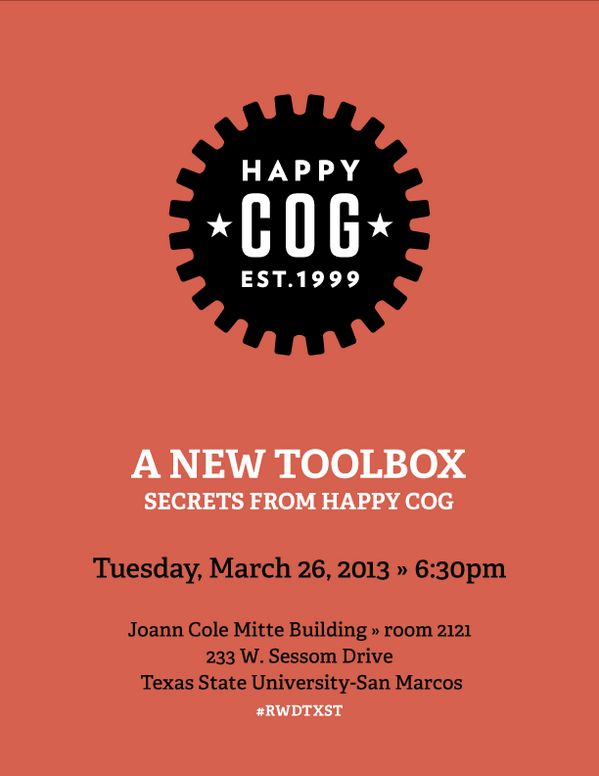 HAPPY
★COG★
EST.1999
A NEW TOOLBOX
SECRETS FROM HAPPY COG
Tuesday, March 26, 2013 » 6:30pm
Joann Cole Mitte Building » room 2121
233 W. Sessom Drive
Texas State University-San Marcos
#RWDTXST